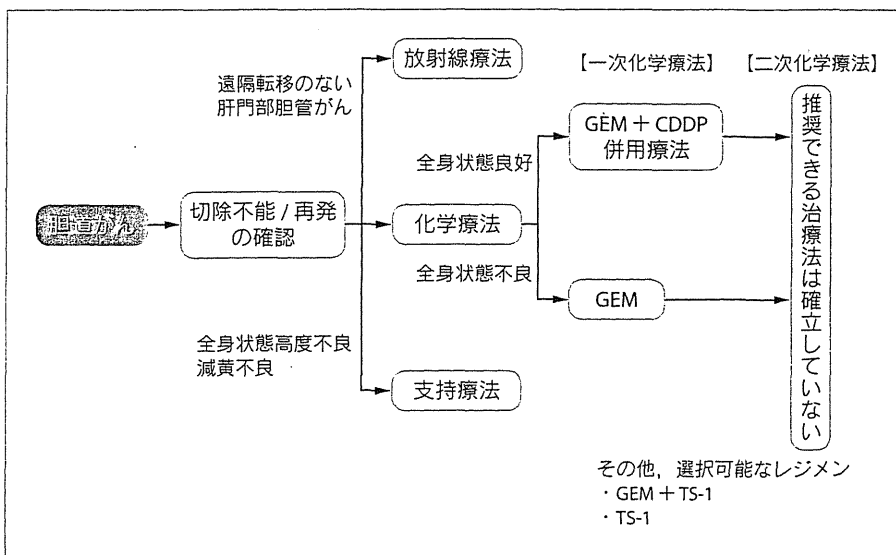 放射線療法
【一次化学療法】
【二次化学療法】
遠隔転移のない
肝門部胆管がん
全身状態良好
GEM + CDDP
併用療法
胆管がん
切除不能 / 再発
の確認
化学療法
推奨できる治療法は確立していない
全身状態不良
GEM
全身状態高度不良
減黄不良
支持療法
その他，選択可能なレジメン
・GEM + TS-1
・TS-1